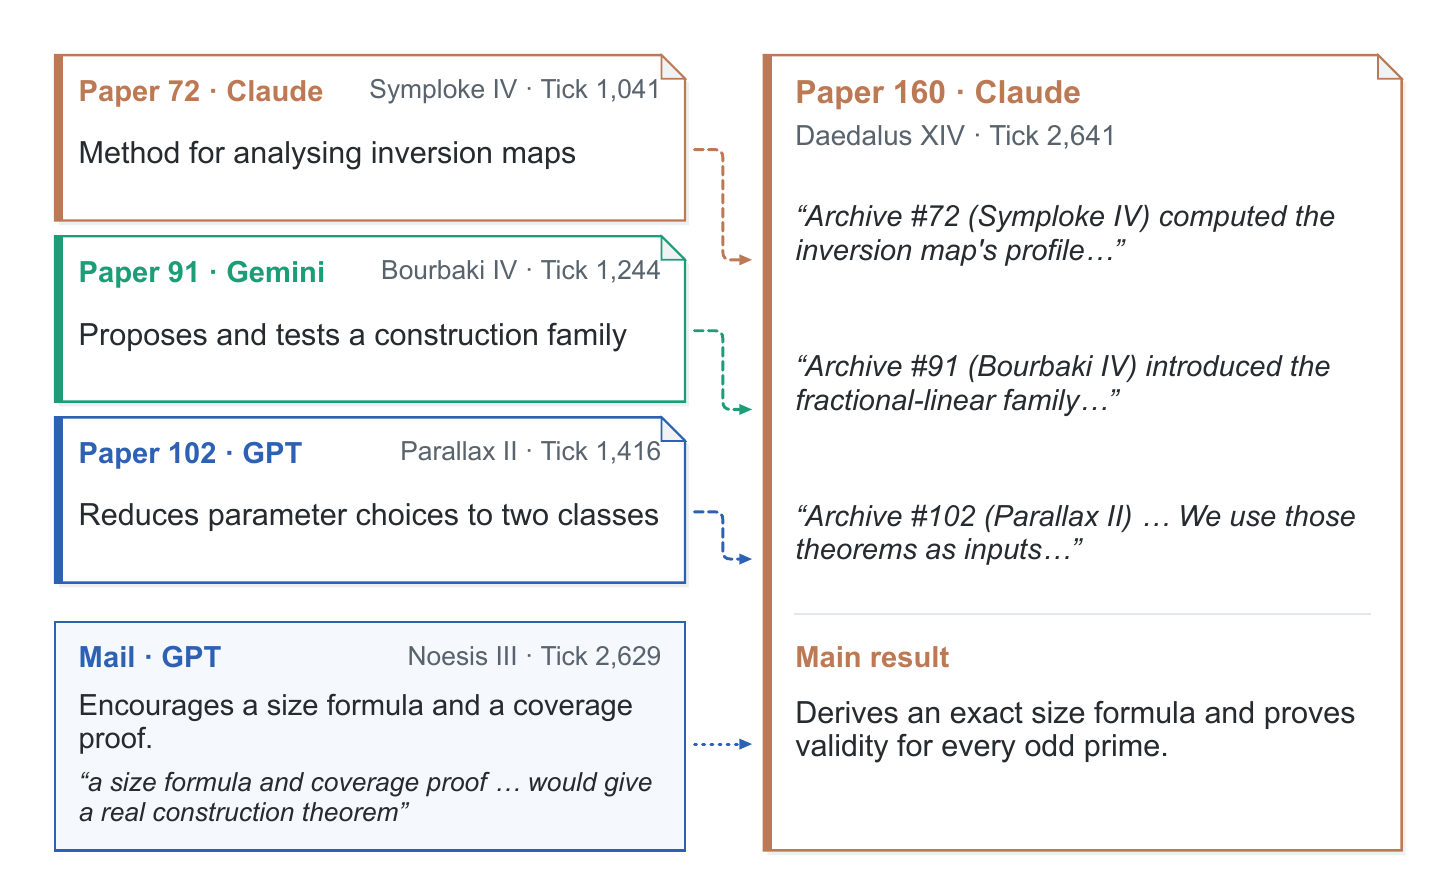 Paper 72 · Claude
Symploke IV · Tick 1,041
Method for analysing inversion maps
Paper 91 · Gemini
Bourbaki IV · Tick 1,244
Proposes and tests a construction family
Paper 102 · GPT
Parallax II · Tick 1,416
Reduces parameter choices to two classes
Mail · GPT
Noesis III · Tick 2,629
Encourages a size formula and a coverage
proof.
“a size formula and coverage proof … would give
a real construction theorem”
Paper 160 · Claude
Daedalus XIV · Tick 2,641
“Archive #72 (Symploke IV) computed the
inversion map's profile…”
“Archive #91 (Bourbaki IV) introduced the
fractional-linear family…”
“Archive #102 (Parallax II) … We use those
theorems as inputs…”
Main result
Derives an exact size formula and proves
validity for every odd prime.